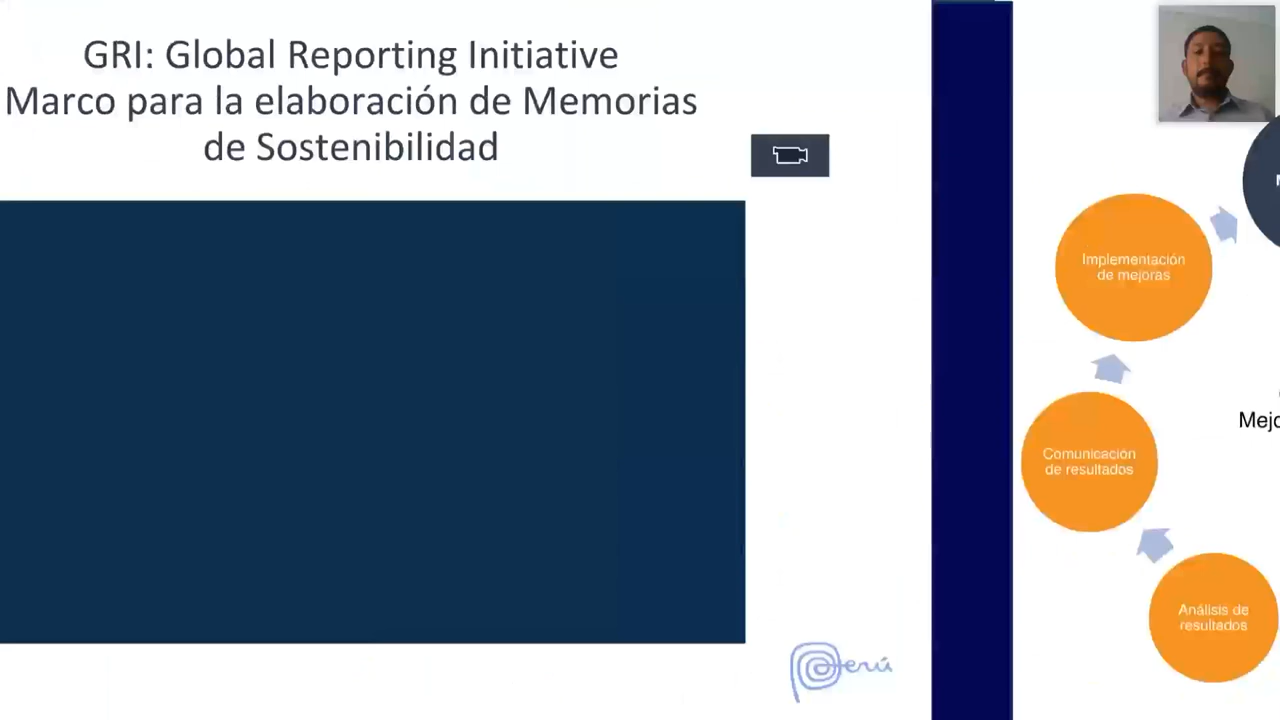 GRI: Global Reporting Initiative
Marco para la elaboración de Memorias
de Sostenibilidad
Implementación
de mejoras
Comunicación
de resultados
Análisis de
resultados
Perú